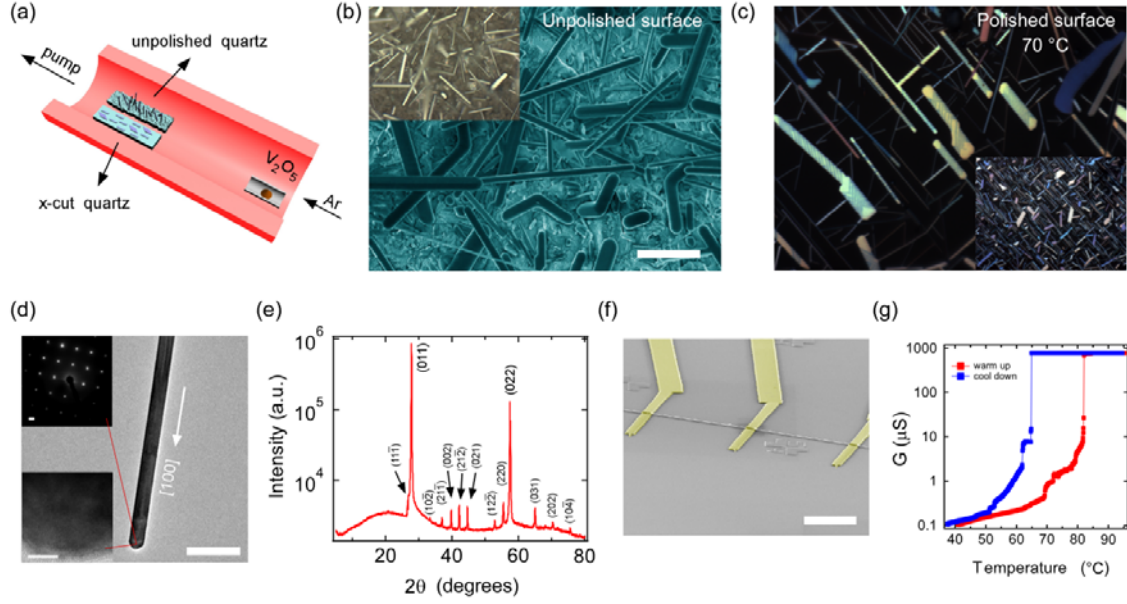 (a)
unpolished quartz
pump
V2O5
x-cut quartz
Ar
(b)
Unpolished surface
(c)
Polished surface
70 °C
(d)
[100]
(e)
Intensity (a.u.)
10^6
10^5
10^4
(011)
(022)
(111̄)
(102̄)
(211̄)
(002)
(212̄)
(021)
(122̄)
(220)
(031)
(202)
(104̄)
20 40 60 80
2θ (degrees)
(f)
(g)
G (µS)
1000
100
10
1
0.1
warm up
cool down
40 50 60 70 80 90
Temperature (°C)